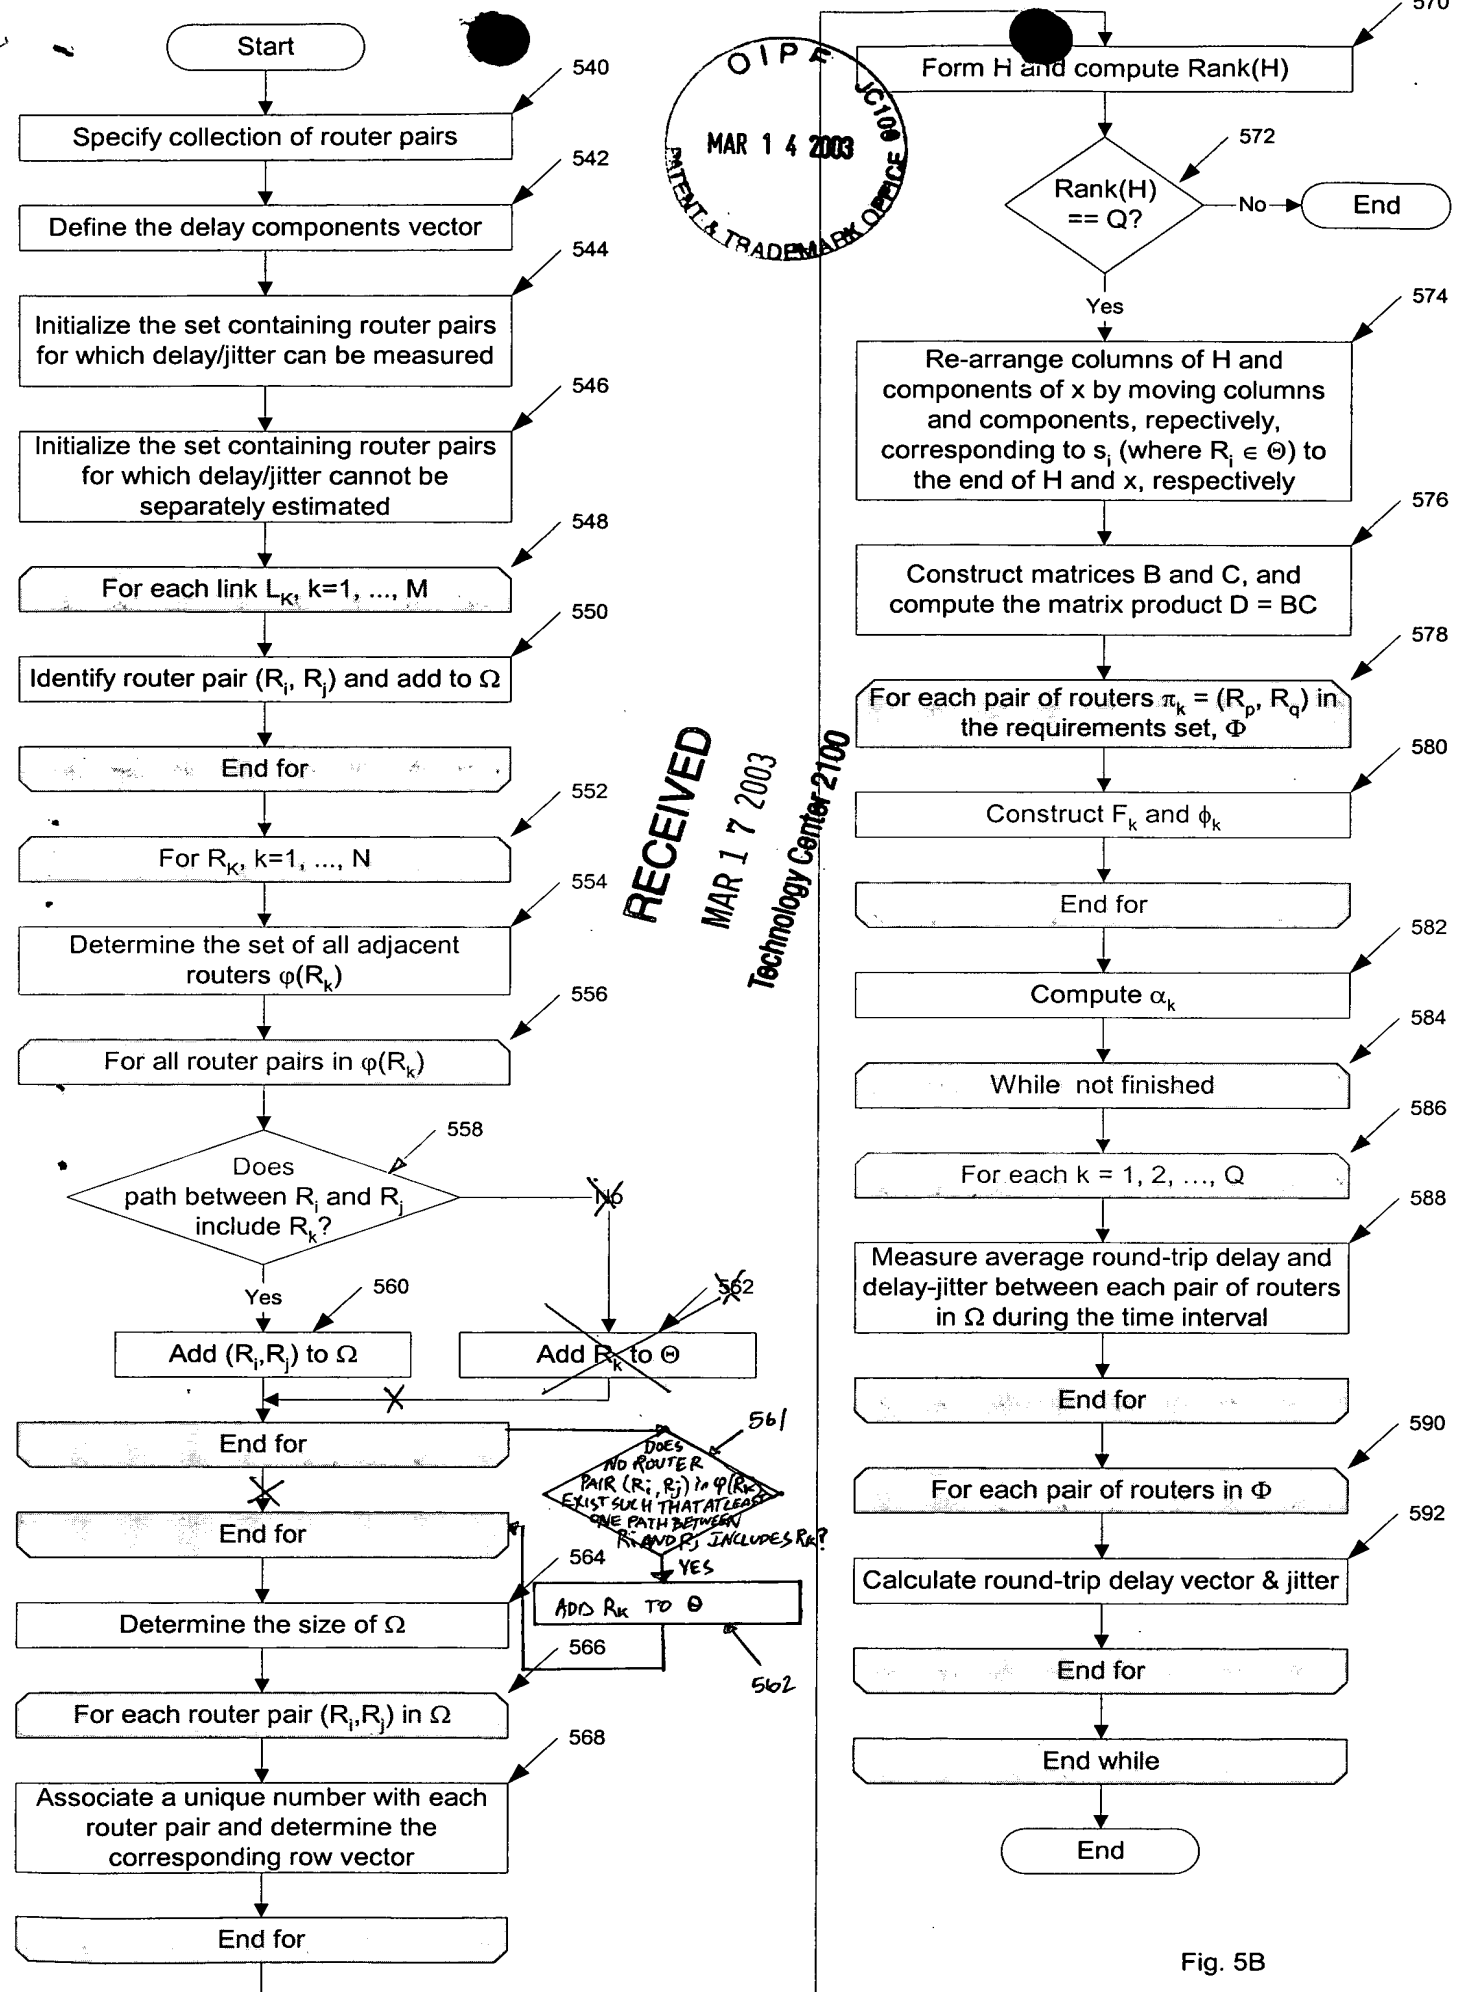 Start
540
Specify collection of router pairs
542
Define the delay components vector
544
Initialize the set containing router pairs
for which delay/jitter can be measured
546
Initialize the set containing router pairs
for which delay/jitter cannot be
separately estimated
548
For each link L_K, k=1, ..., M
550
Identify router pair (R_i, R_j) and add to Ω
End for
552
For R_K, k=1, ..., N
554
Determine the set of all adjacent
routers φ(R_k)
556
For all router pairs in φ(R_k)
558
Does
path between R_i and R_j
include R_k?
No
Yes
560
562
Add (R_i,R_j) to Ω
Add R_k to Θ
End for
561
DOES
NO ROUTER
PAIR (Ri, Rj) in φ(RK)
EXIST SUCH THAT AT LEAST
ONE PATH BETWEEN
Ri AND Rj INCLUDES RK?
YES
ADD RK TO Θ
562
End for
564
Determine the size of Ω
566
For each router pair (R_i,R_j) in Ω
568
Associate a unique number with each
router pair and determine the
corresponding row vector
End for
OIPE JC100
MAR 14 2003
PATENT & TRADEMARK OFFICE
RECEIVED
MAR 17 2003
Technology Center 2100
570
Form H and compute Rank(H)
572
Rank(H)
== Q?
No
End
Yes
574
Re-arrange columns of H and
components of x by moving columns
and components, repectively,
corresponding to s_i (where R_i ∈ Θ) to
the end of H and x, respectively
576
Construct matrices B and C, and
compute the matrix product D = BC
578
For each pair of routers π_k = (R_p, R_q) in
the requirements set, Φ
580
Construct F_k and ϕ_k
End for
582
Compute α_k
584
While not finished
586
For each k = 1, 2, ..., Q
588
Measure average round-trip delay and
delay-jitter between each pair of routers
in Ω during the time interval
End for
590
For each pair of routers in Φ
592
Calculate round-trip delay vector & jitter
End for
End while
End
Fig. 5B